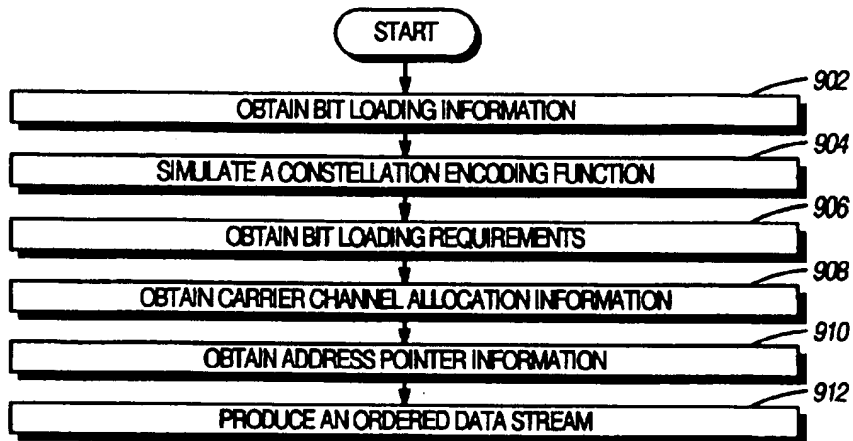 START
902
OBTAIN BIT LOADING INFORMATION
904
SIMULATE A CONSTELLATION ENCODING FUNCTION
906
OBTAIN BIT LOADING REQUIREMENTS
908
OBTAIN CARRIER CHANNEL ALLOCATION INFORMATION
910
OBTAIN ADDRESS POINTER INFORMATION
912
PRODUCE AN ORDERED DATA STREAM